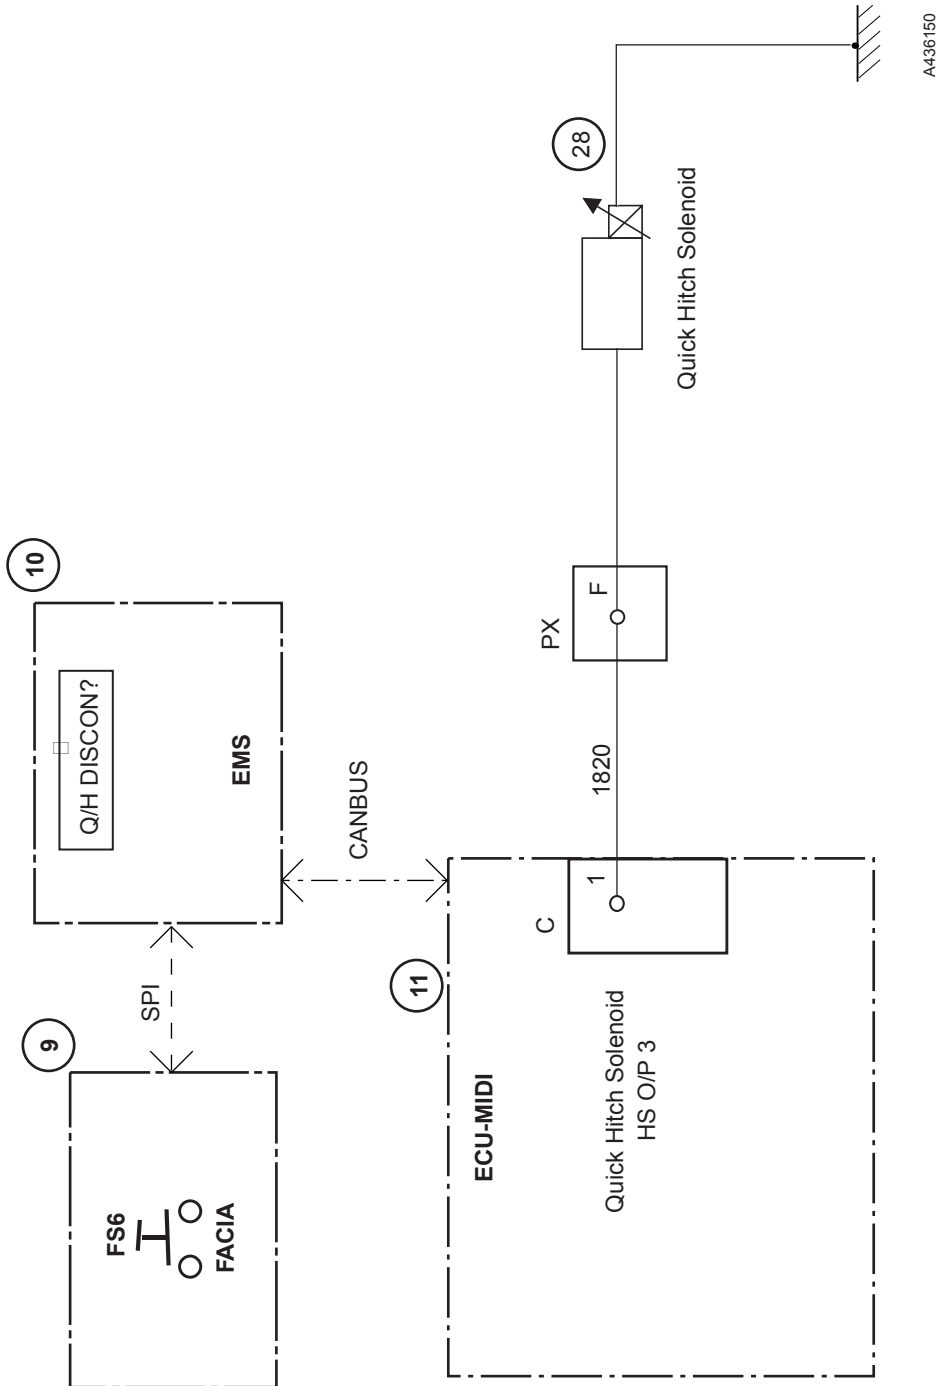 9
FS6
FACIA
SPI
10
Q/H DISCON?
EMS
CANBUS
11
ECU-MIDI
Quick Hitch Solenoid
HS O/P 3
C
1
1820
PX
F
28
Quick Hitch Solenoid
A436150